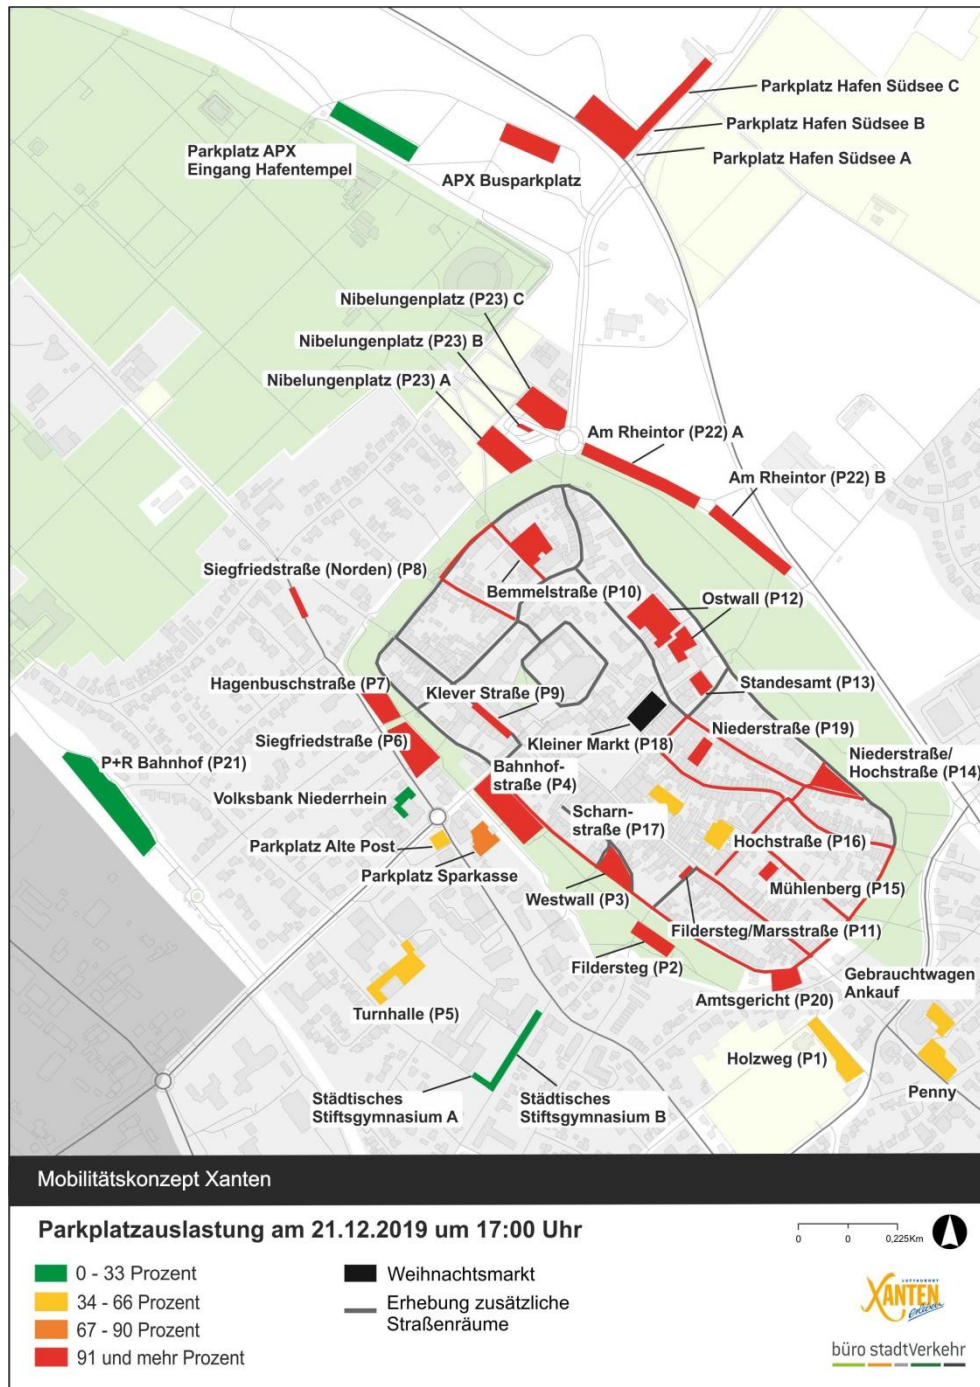 Parkplatz Hafen Südsee C
Parkplatz Hafen Südsee B
Parkplatz Hafen Südsee A
Parkplatz APX
Eingang Hafentempel
APX Busparkplatz
Nibelungenplatz (P23) C
Nibelungenplatz (P23) B
Nibelungenplatz (P23) A
Am Rheintor (P22) A
Am Rheintor (P22) B
Siegfriedstraße (Norden) (P8)
Bemmelstraße (P10)
Ostwall (P12)
Hagenbuschstraße (P7)
Klever Straße (P9)
Standesamt (P13)
Siegfriedstraße (P6)
Kleiner Markt (P18)
Niederstraße (P19)
P+R Bahnhof (P21)
Bahnhof-
straße (P4)
Niederstraße/
Hochstraße (P14)
Volksbank Niederrhein
Scharn-
straße (P17)
Parkplatz Alte Post
Hochstraße (P16)
Parkplatz Sparkasse
Westwall (P3)
Mühlenberg (P15)
Fildersteg/Marsstraße (P11)
Fildersteg (P2)
Gebrauchtwagen
Ankauf
Turnhalle (P5)
Amtsgericht (P20)
Holzweg (P1)
Penny
Städtisches
Stiftsgymnasium A
Städtisches
Stiftsgymnasium B
Mobilitätskonzept Xanten
Parkplatzauslastung am 21.12.2019 um 17:00 Uhr
0 0 0,225Km
0 - 33 Prozent
34 - 66 Prozent
67 - 90 Prozent
91 und mehr Prozent
Weihnachtsmarkt
Erhebung zusätzliche
Straßenräume
LUFTKURORT
XANTEN
erleben
büro stadtVerkehr